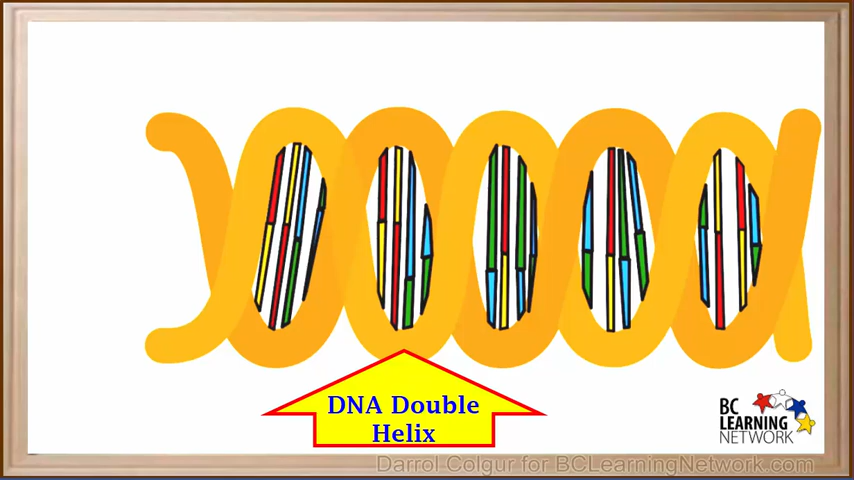 DNA Double
Helix
BC
LEARNING
NETWORK
Darrol Colgur for BCLearningNetwork.com